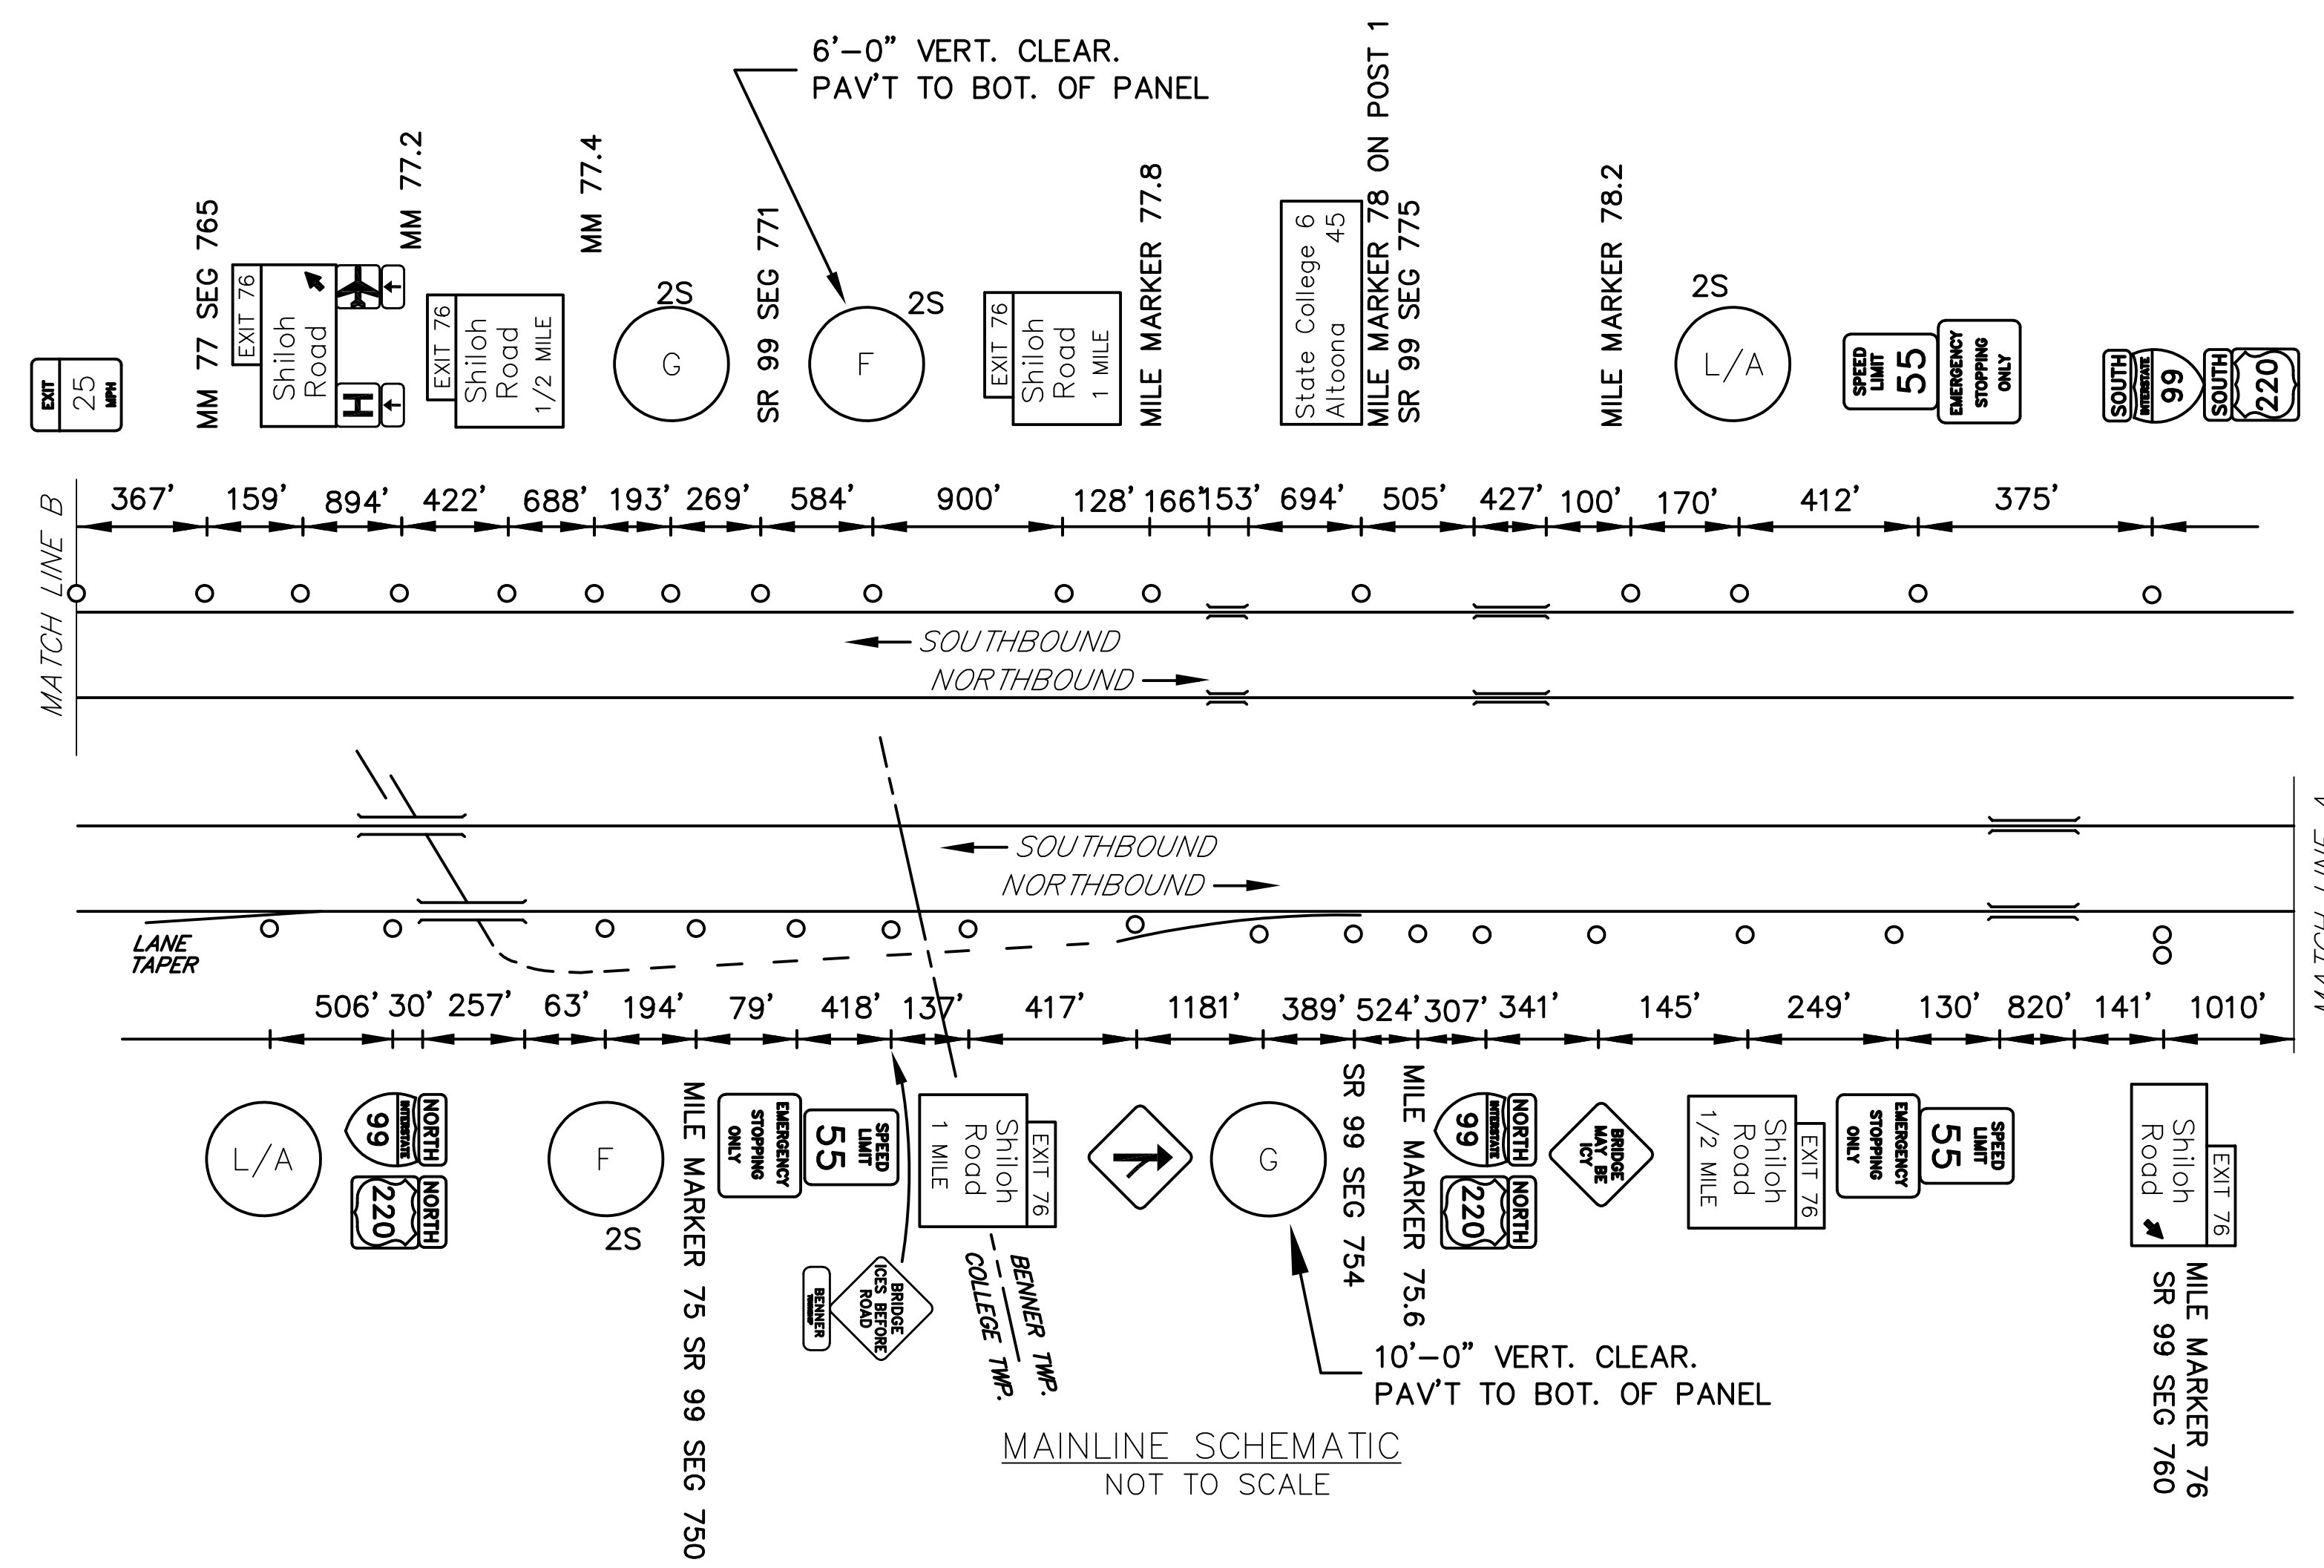 6'-0" VERT. CLEAR.
PAV'T TO BOT. OF PANEL
EXIT
25
MPH
MM 77 SEG 765
EXIT 76
Shiloh
Road
H
MM 77.2
EXIT 76
Shiloh
Road
1/2 MILE
MM 77.4
2S
G
SR 99 SEG 771
2S
F
EXIT 76
Shiloh
Road
1 MILE
MILE MARKER 77.8
State College 6
Altoona 45
MILE MARKER 78 ON POST 1
SR 99 SEG 775
MILE MARKER 78.2
2S
L/A
SPEED
LIMIT
55
EMERGENCY
STOPPING
ONLY
SOUTH
INTERSTATE
99
SOUTH
220
MATCH LINE B
367' 159' 894' 422' 688' 193' 269' 584' 900' 128' 166' 153' 694' 505' 427' 100' 170' 412' 375'
SOUTHBOUND
NORTHBOUND
SOUTHBOUND
NORTHBOUND
LANE
TAPER
506' 30' 257' 63' 194' 79' 418' 137' 417' 1181' 389' 524' 307' 341' 145' 249' 130' 820' 141' 1010'
L/A
NORTH
INTERSTATE
99
NORTH
220
F
2S
MILE MARKER 75 SR 99 SEG 750
SPEED
LIMIT
55
EMERGENCY
STOPPING
ONLY
BRIDGE
ICES BEFORE
ROAD
BENNER
TOWNSHIP
EXIT 76
Shiloh
Road
1 MILE
BENNER TWP.
COLLEGE TWP.
G
10'-0" VERT. CLEAR.
PAV'T TO BOT. OF PANEL
SR 99 SEG 754
MILE MARKER 75.6
NORTH
INTERSTATE
99
NORTH
220
BRIDGE
MAY BE
ICY
EXIT 76
Shiloh
Road
1/2 MILE
SPEED
LIMIT
55
EMERGENCY
STOPPING
ONLY
EXIT 76
Shiloh
Road
MILE MARKER 76
SR 99 SEG 760
MAINLINE SCHEMATIC
NOT TO SCALE